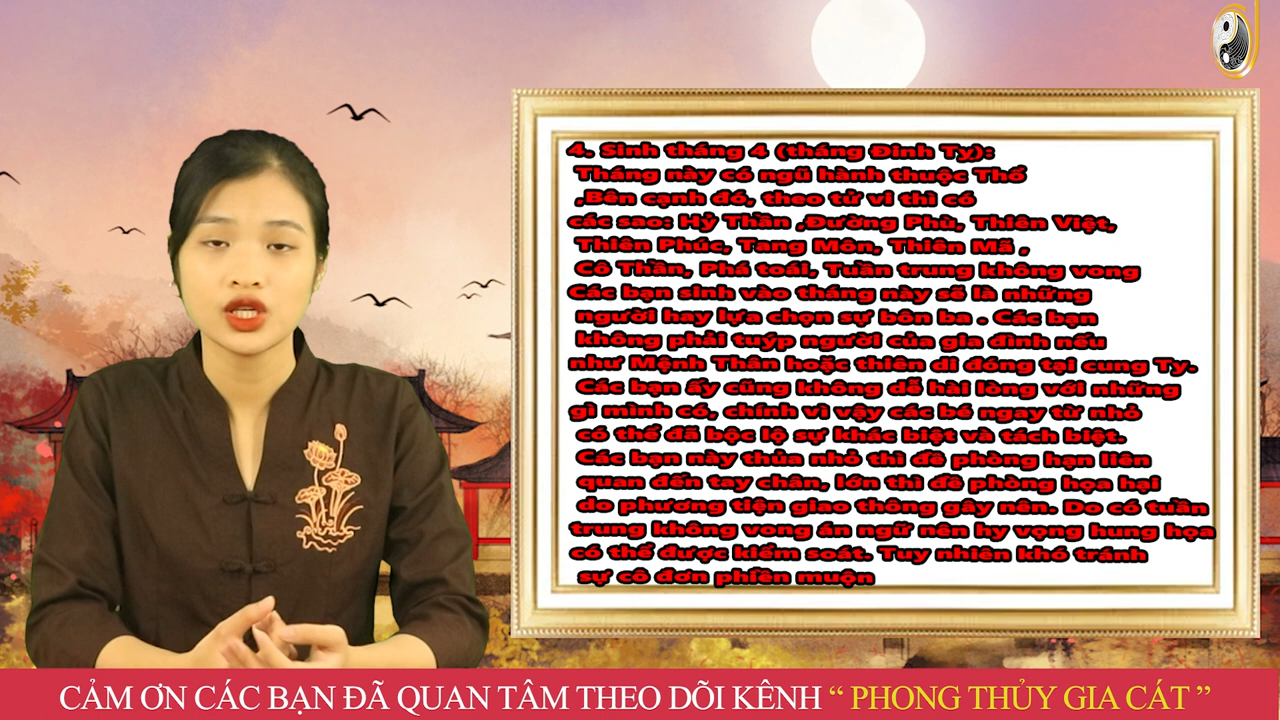 4. Sinh tháng 4 (tháng Đinh Tỵ):
Tháng này có ngũ hành thuộc Thổ
,Bên cạnh đó, theo tử vi thì có
các sao: Hỷ Thần ,Đường Phù, Thiên Việt,
Thiên Phúc, Tang Môn, Thiên Mã ,
Cô Thần, Phá toái, Tuần trung không vong
Các bạn sinh vào tháng này sẽ là những
người hay lựa chọn sự bôn ba . Các bạn
không phải tuýp người của gia đình nếu
như Mệnh Thân hoặc thiên di đóng tại cung Tỵ.
Các bạn ấy cũng không dễ hài lòng với những
gì mình có, chính vì vậy các bé ngay từ nhỏ
có thể đã bộc lộ sự khác biệt và tách biệt.
Các bạn này thủa nhỏ thì đề phòng hạn liên
quan đến tay chân, lớn thì đề phòng họa hại
do phương tiện giao thông gây nên. Do có tuần
trung không vong án ngữ nên hy vọng hung họa
có thể được kiểm soát. Tuy nhiên khó tránh
sự cô đơn phiền muộn
CẢM ƠN CÁC BẠN ĐÃ QUAN TÂM THEO DÕI KÊNH “ PHONG THỦY GIA CÁT ”